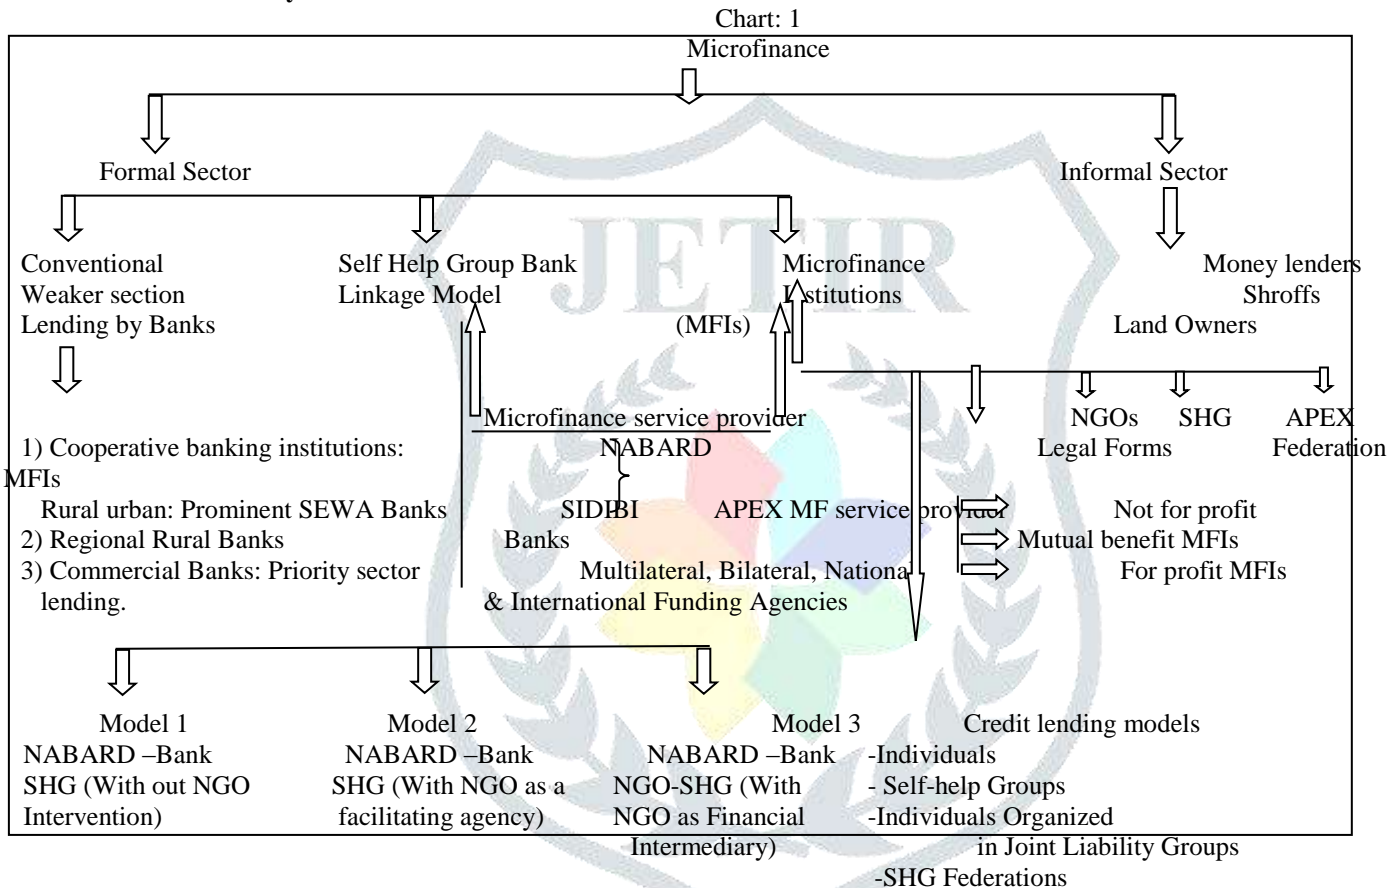 Chart: 1
Microfinance
Formal Sector Informal Sector
Conventional Self Help Group Bank Microfinance Money lenders
Weaker section Linkage Model Institutions Shroffs
Lending by Banks (MFIs) Land Owners
Microfinance service provider NGOs SHG APEX
1) Cooperative banking institutions: NABARD Legal Forms Federation
MFIs
Rural urban: Prominent SEWA Banks SIDIBI APEX MF service provider Not for profit
2) Regional Rural Banks Banks Mutual benefit MFIs
3) Commercial Banks: Priority sector Multilateral, Bilateral, Nationa For profit MFIs
lending. & International Funding Agencies
Model 1 Model 2 Model 3 Credit lending models
NABARD –Bank NABARD –Bank NABARD –Bank -Individuals
SHG (With out NGO SHG (With NGO as a NGO-SHG (With - Self-help Groups
Intervention) facilitating agency) NGO as Financial -Individuals Organized
Intermediary) in Joint Liability Groups
-SHG Federations
JETIR